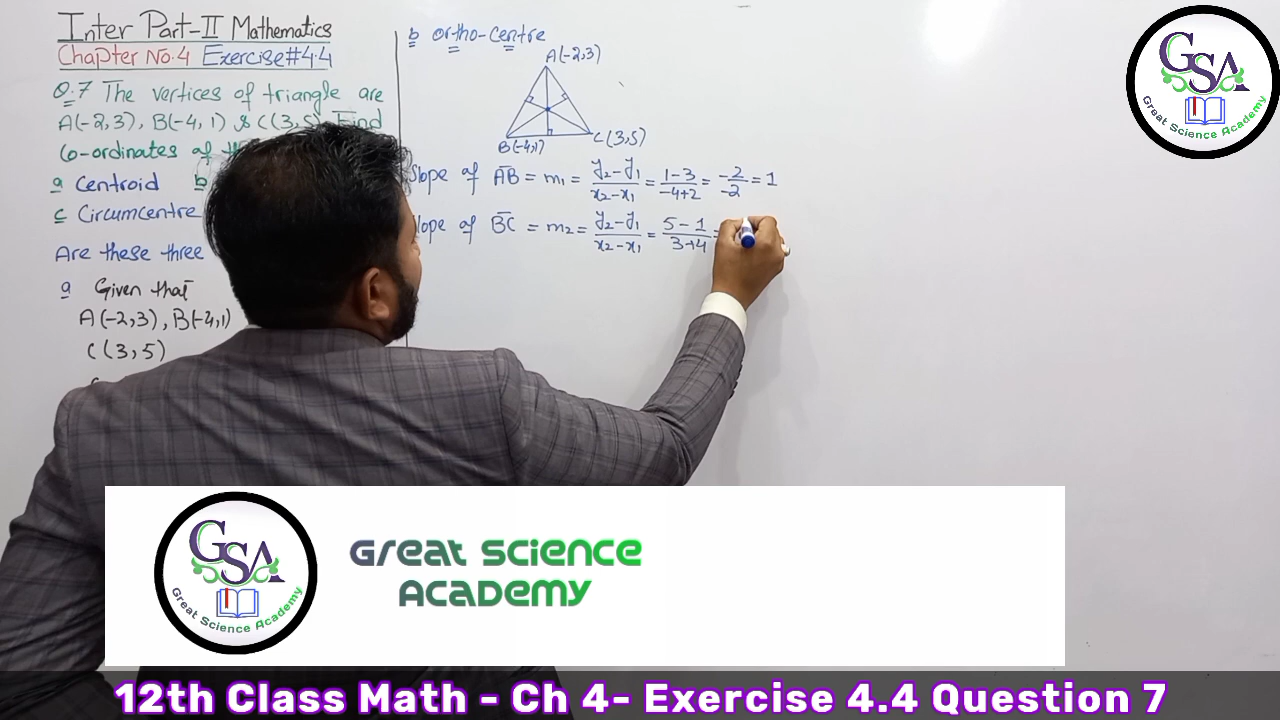 Inter Part-II Mathematics
Chapter No.4 Exercise#4.4
Q.7 The vertices of triangle are
A(-2,3), B(-4,1) & C(3,5) Find
Co-ordinates of
a Centroid b
c Circumcentre
Are these three
a Given that
A(-2,3), B(-4,1)
C(3,5)
b ortho-centre
A(-2,3)
B(-4,1)
C(3,5)
Slope of AB = m₁ = y₂-y₁/x₂-x₁ = 1-3/-4+2 = -2/-2 = 1
Slope of BC = m₂ = y₂-y₁/x₂-x₁ = 5-1/3+4 =
GSA
Great Science Academy
GSA
Great Science Academy
Great Science
Academy
12th Class Math - Ch 4- Exercise 4.4 Question 7